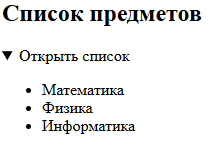 Список предметов
Открыть список
Математика
Физика
Информатика